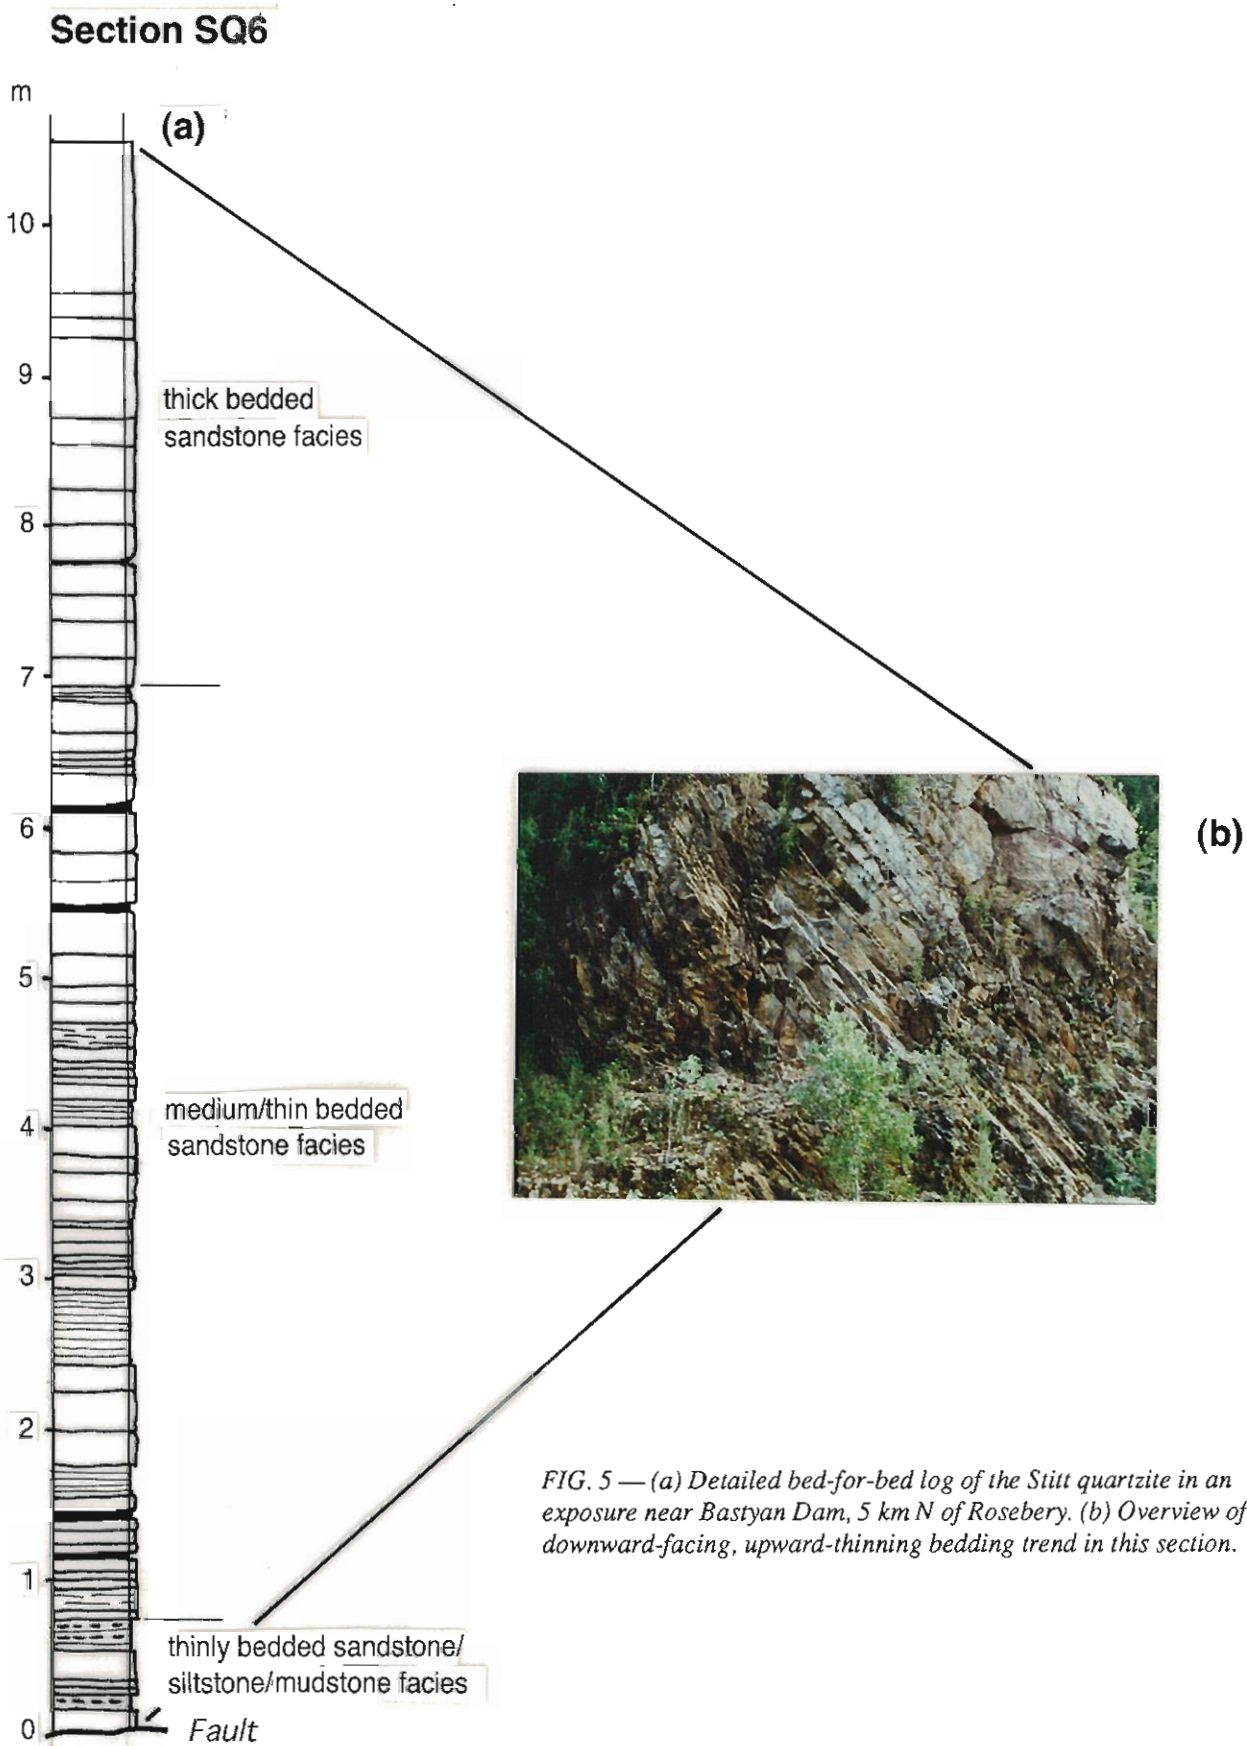 Section SQ6
m
(a)
10
9
thick bedded
sandstone facies
8
7
6
(b)
5
medium/thin bedded
4
sandstone facies
3
2
FIG. 5 — (a) Detailed bed-for-bed log of the Stitt quartzite in an
exposure near Bastyan Dam, 5 km N of Rosebery. (b) Overview of
downward-facing, upward-thinning bedding trend in this section.
1
thinly bedded sandstone/
siltstone/mudstone facies
0
Fault